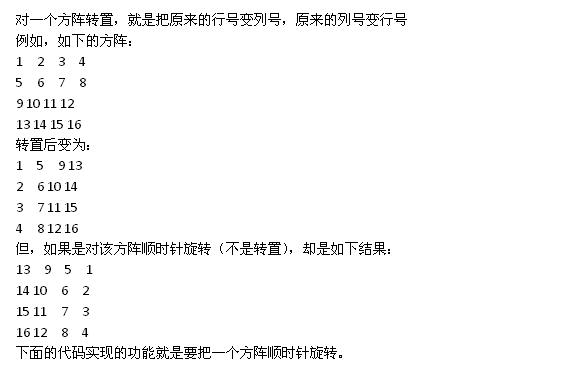 对一个方阵转置，就是把原来的行号变列号，原来的列号变行号
例如，如下的方阵：
1 2 3 4
5 6 7 8
9 10 11 12
13 14 15 16
转置后变为：
1 5 9 13
2 6 10 14
3 7 11 15
4 8 12 16
但，如果是对该方阵顺时针旋转（不是转置），却是如下结果：
13 9 5 1
14 10 6 2
15 11 7 3
16 12 8 4
下面的代码实现的功能就是要把一个方阵顺时针旋转。